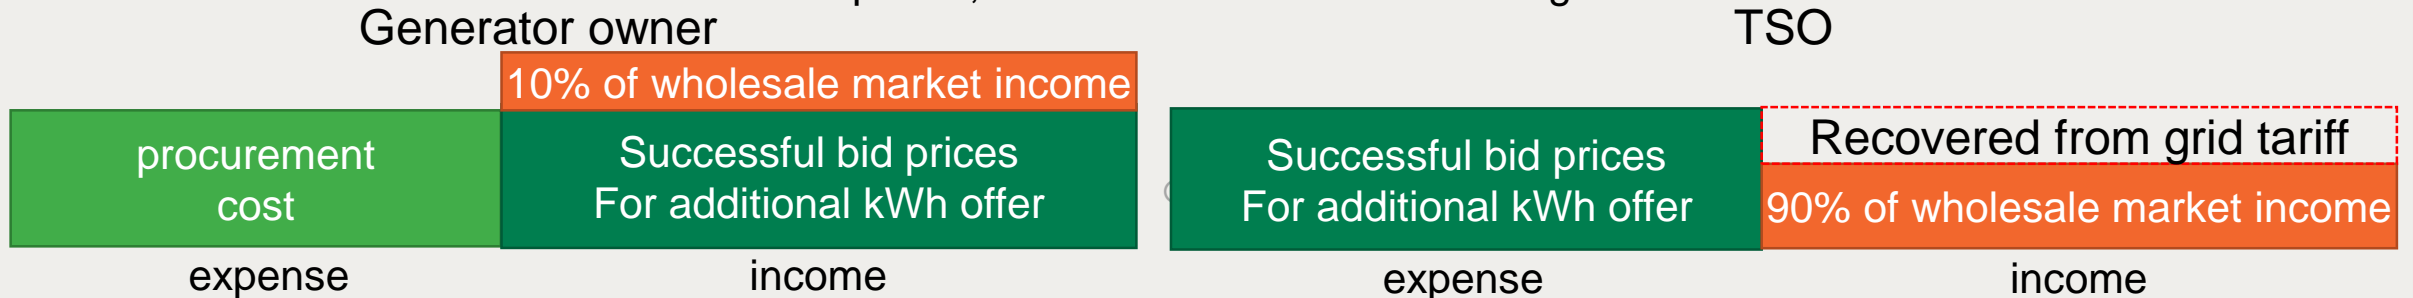 Generator owner
10% of wholesale market income
procurement
cost
Successful bid prices
For additional kWh offer
expense
income
TSO
Successful bid prices
For additional kWh offer
Recovered from grid tariff
90% of wholesale market income
expense
income